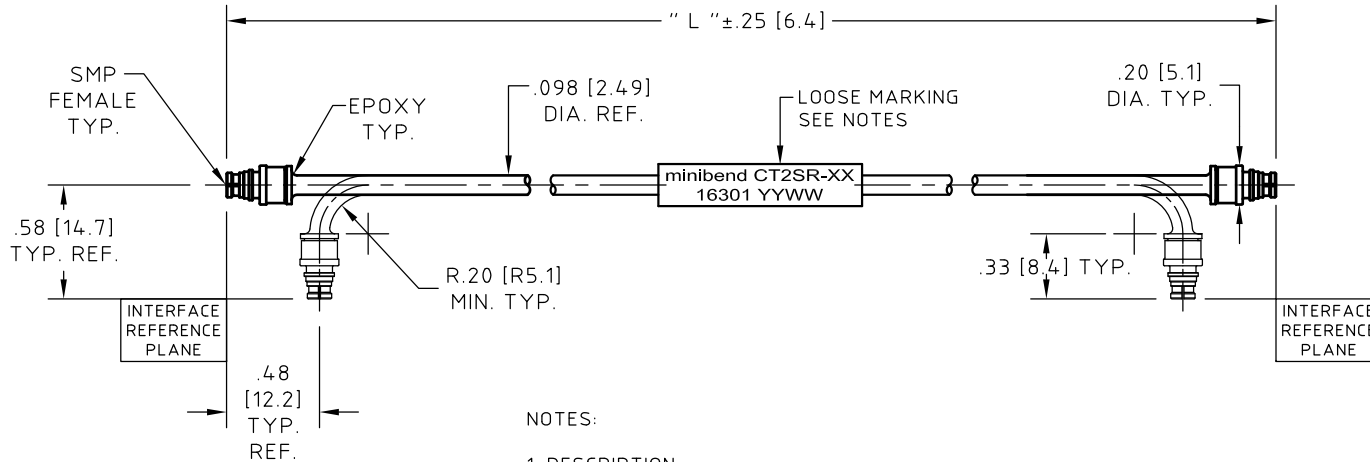 " L "±.25 [6.4]
SMP
FEMALE
TYP.
EPOXY
TYP.
.098 [2.49]
DIA. REF.
LOOSE MARKING
SEE NOTES
.20 [5.1]
DIA. TYP.
minibend CT2SR-XX
16301 YYWW
.58 [14.7]
TYP. REF.
R.20 [R5.1]
MIN. TYP.
.33 [8.4] TYP.
INTERFACE
REFERENCE
PLANE
INTERFACE
REFERENCE
PLANE
.48
[12.2]
TYP.
REF.
NOTES:
1. DESCRIPTION